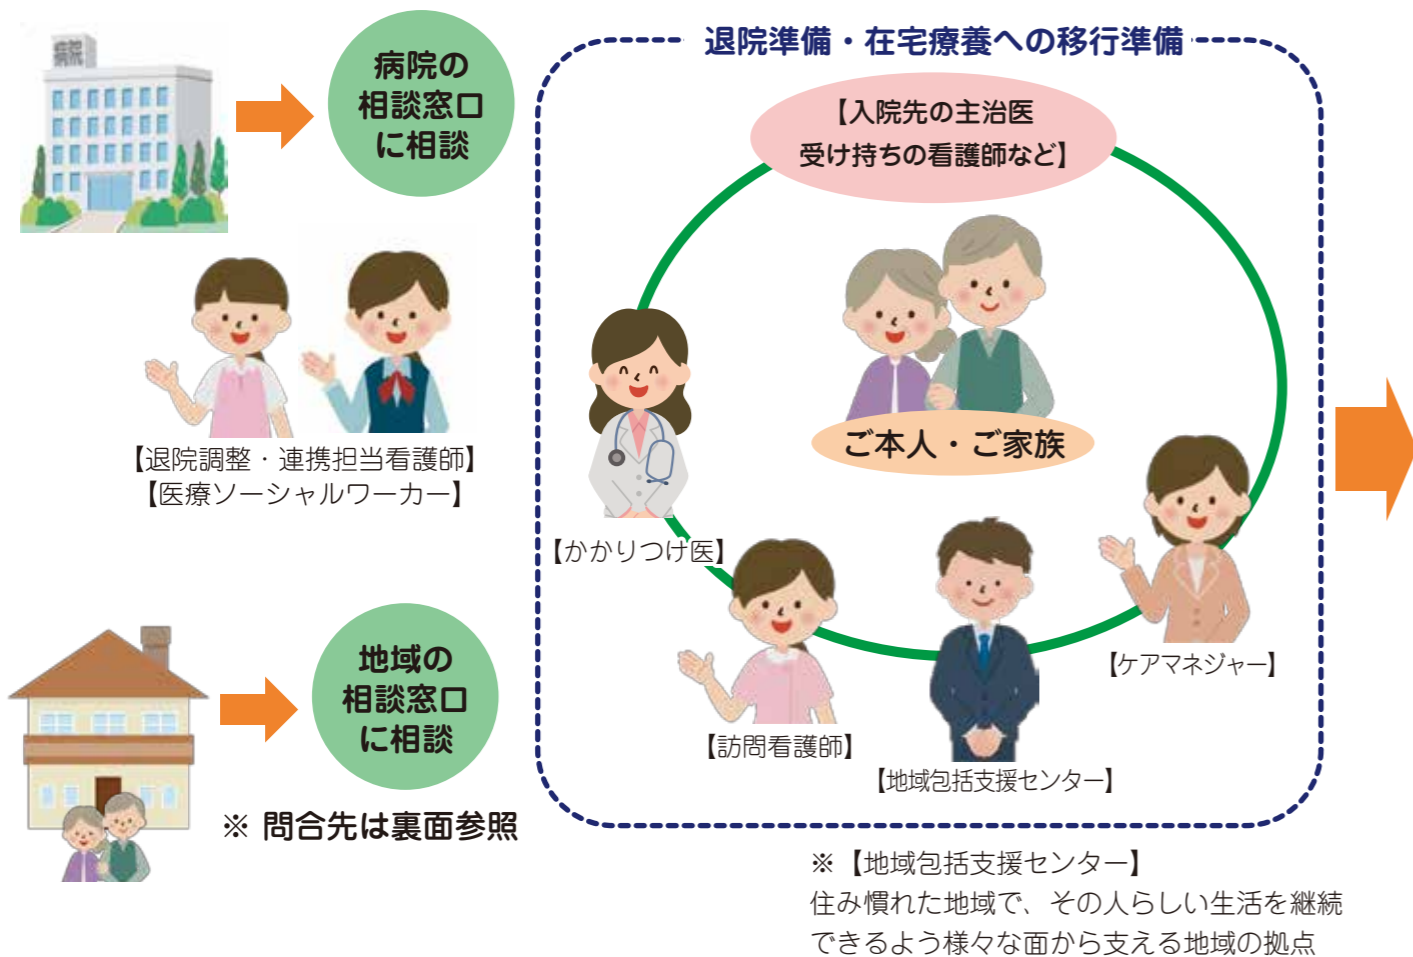 病院
病院の
相談窓口
に相談
【退院調整・連携担当看護師】
【医療ソーシャルワーカー】
地域の
相談窓口
に相談
※ 問合先は裏面参照
退院準備・在宅療養への移行準備
【入院先の主治医
受け持ちの看護師など】
ご本人・ご家族
【かかりつけ医】
【訪問看護師】
【地域包括支援センター】
【ケアマネジャー】
※【地域包括支援センター】
住み慣れた地域で、その人らしい生活を継続
できるよう様々な面から支える地域の拠点